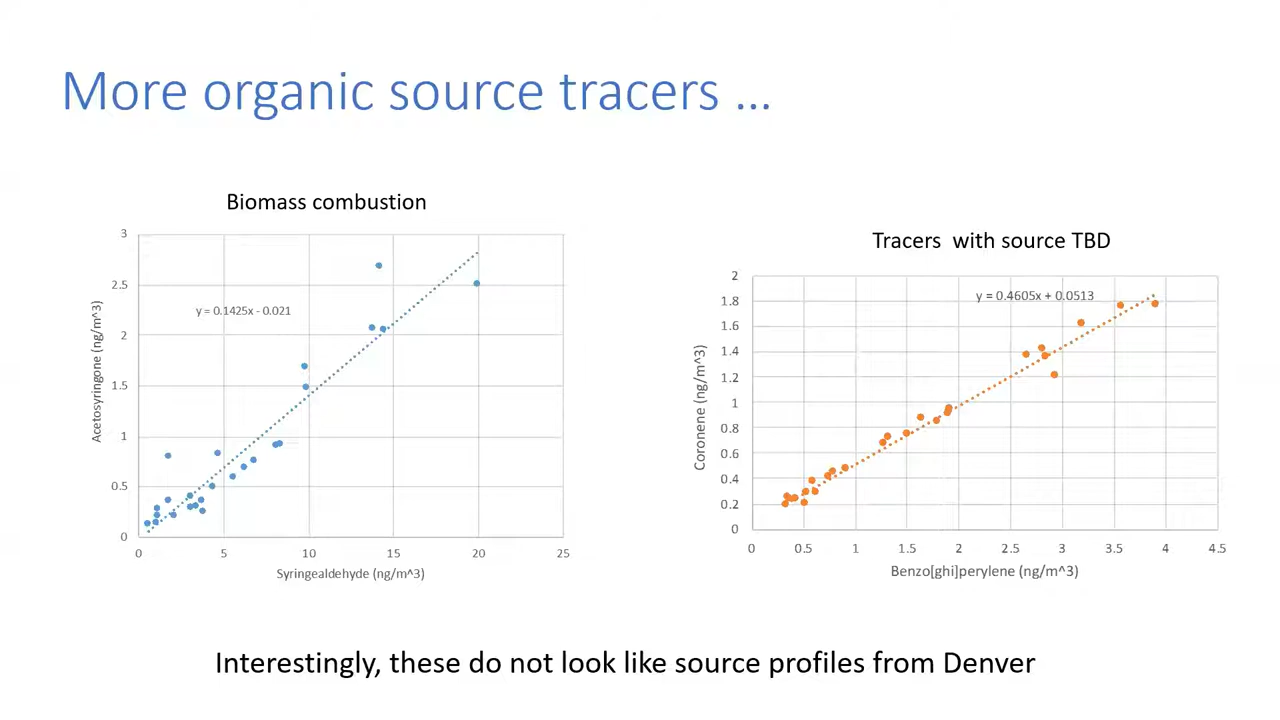 More organic source tracers ...
Biomass combustion
3
2.5
2
1.5
1
0.5
0
y = 0.1425x - 0.021
Acetosyringone (ng/m^3)
0 5 10 15 20 25
Syringealdehyde (ng/m^3)
Tracers with source TBD
2
1.8
1.6
1.4
1.2
1
0.8
0.6
0.4
0.2
0
y = 0.4605x + 0.0513
Coronene (ng/m^3)
0 0.5 1 1.5 2 2.5 3 3.5 4 4.5
Benzo[ghi]perylene (ng/m^3)
Interestingly, these do not look like source profiles from Denver